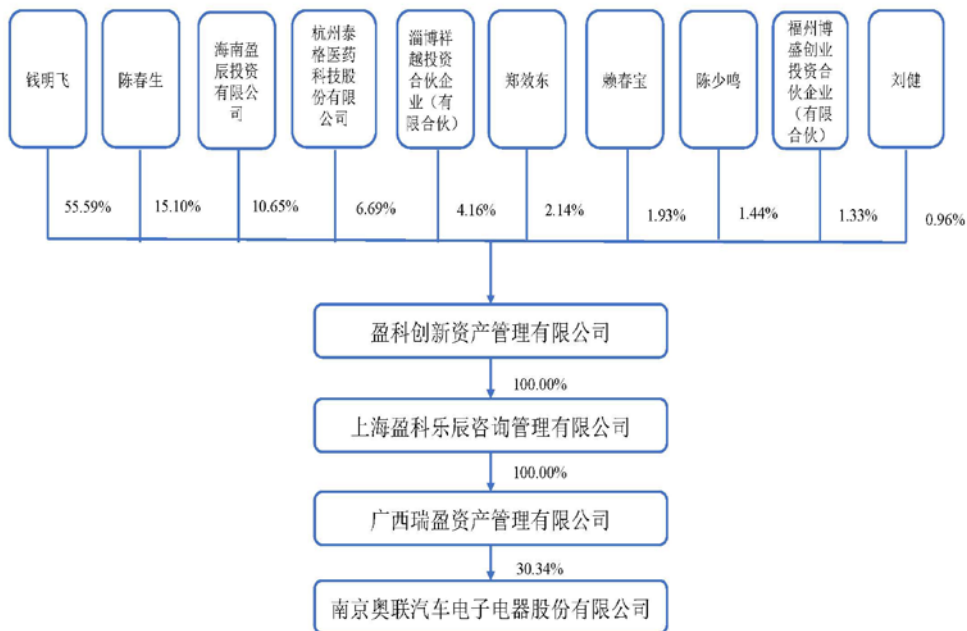 钱明飞
陈春生
海南盈
辰投资
有限公
司
杭州泰
格医药
科技股
份有限
公司
淄博祥
越投资
合伙企
业（有
限合伙）
郑效东
赖春宝
陈少鸣
福州博
盛创业
投资合
伙企业
（有限
合伙）
刘健
55.59%
15.10%
10.65%
6.69%
4.16%
2.14%
1.93%
1.44%
1.33%
0.96%
盈科创新资产管理有限公司
100.00%
上海盈科乐辰咨询管理有限公司
100.00%
广西瑞盈资产管理有限公司
30.34%
南京奥联汽车电子电器股份有限公司